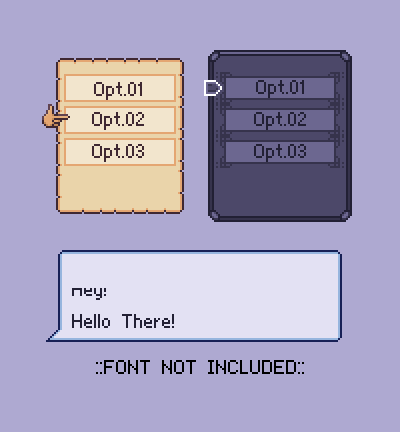 Opt.01
Opt.02
Opt.03
Opt.01
Opt.02
Opt.03
Hey!
Hello There!
::FONT NOT INCLUDED::